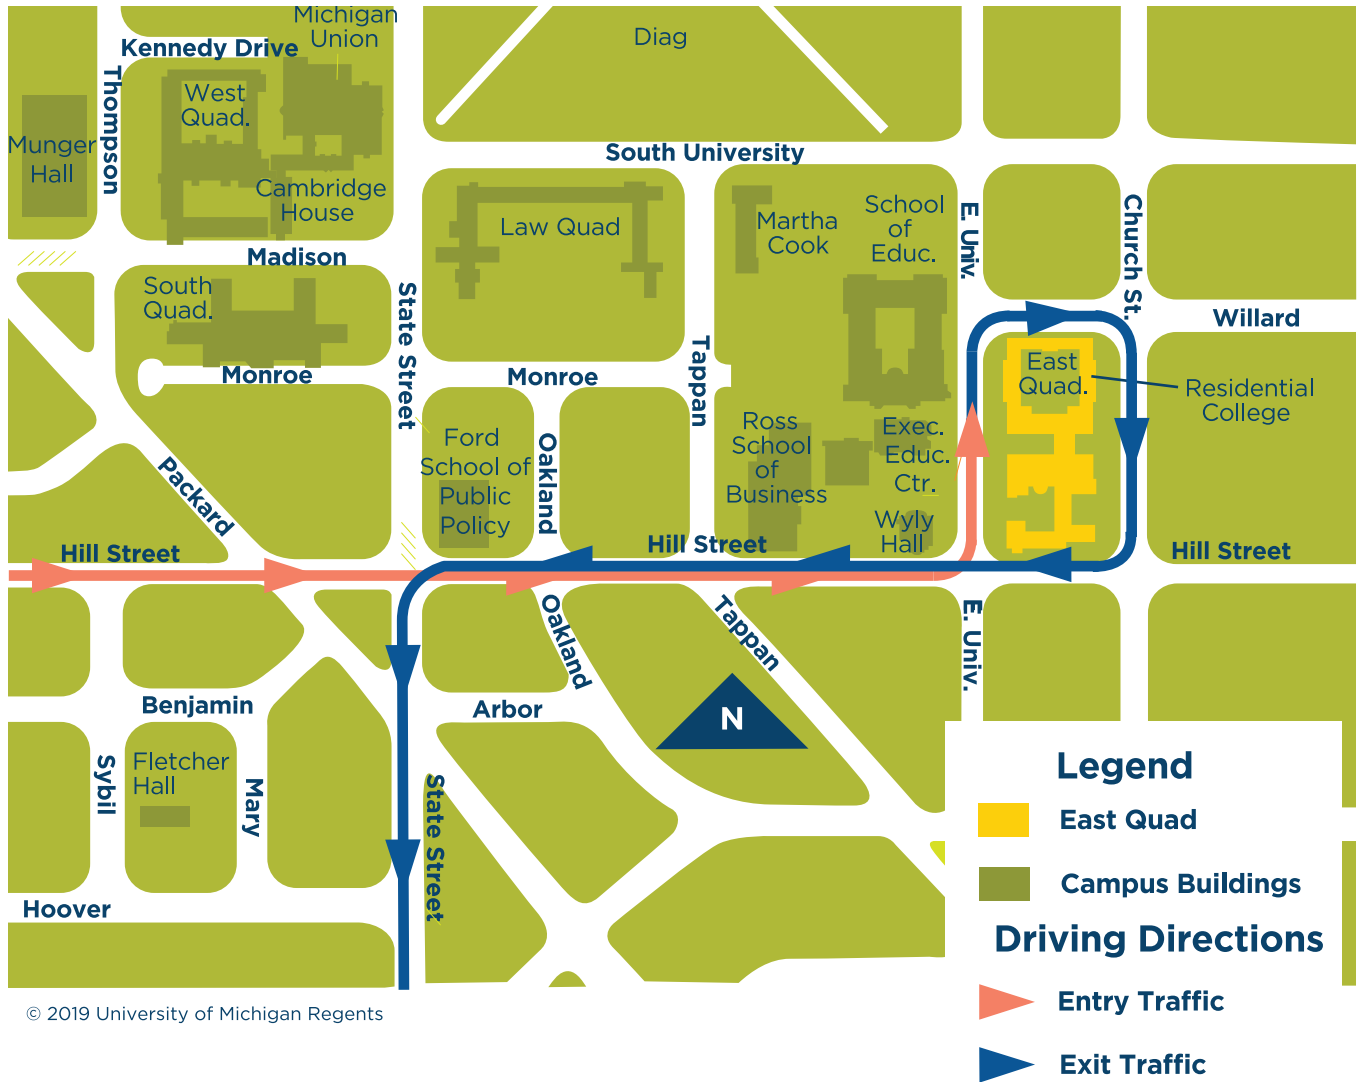 Michigan
Union
Diag
Kennedy Drive
Thompson
West
Quad.
Munger
Hall
South University
Cambridge
House
Law Quad
Martha
Cook
School
of
Educ.
E. Univ.
Church St.
Madison
South
Quad.
State Street
Willard
Tappan
Monroe
Monroe
East
Quad.
Residential
College
Ford
School of
Public
Policy
Oakland
Ross
School
of
Business
Exec.
Educ.
Ctr.
Wyly
Hall
Packard
Hill Street
Hill Street
Hill Street
Oakland
Tappan
E. Univ.
Benjamin
Arbor
N
Sybil
Fletcher
Hall
Mary
State Street
Hoover
Legend
East Quad
Campus Buildings
Driving Directions
Entry Traffic
Exit Traffic
© 2019 University of Michigan Regents